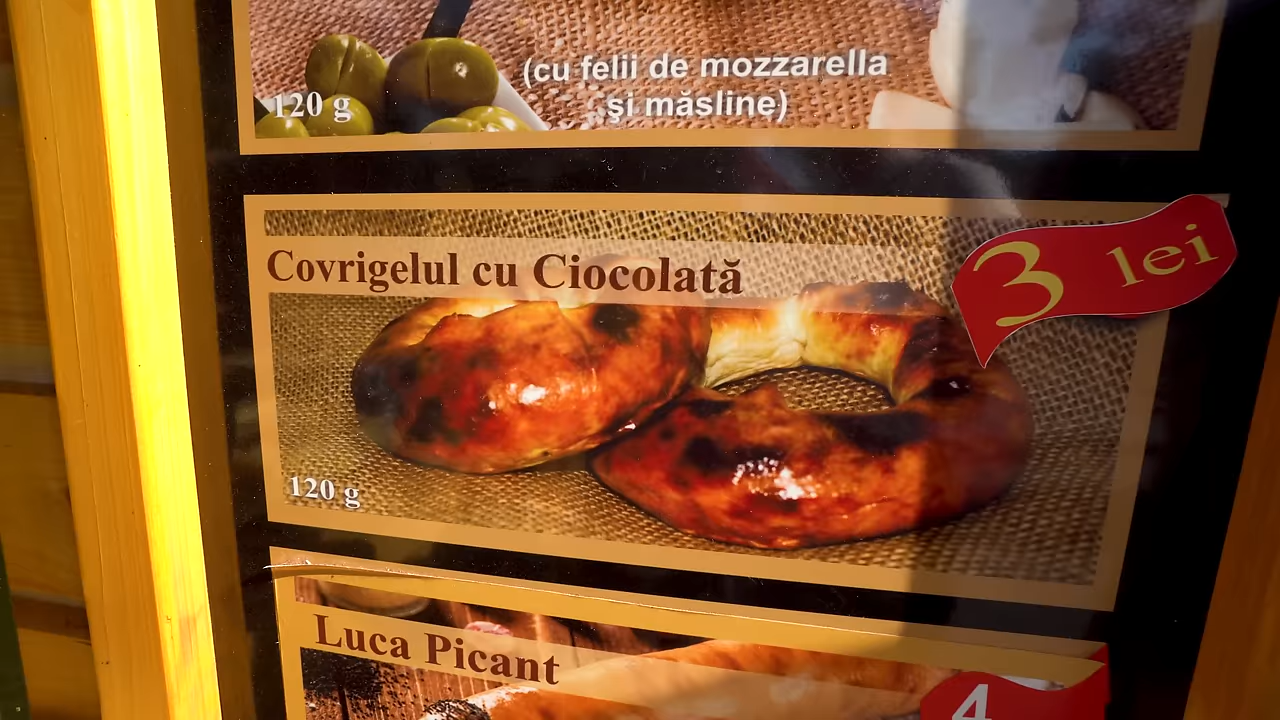 (cu felii de mozzarella
și măsline)
120 g
Covrigelul cu Ciocolată
3 lei
120 g
Luca Picant
4